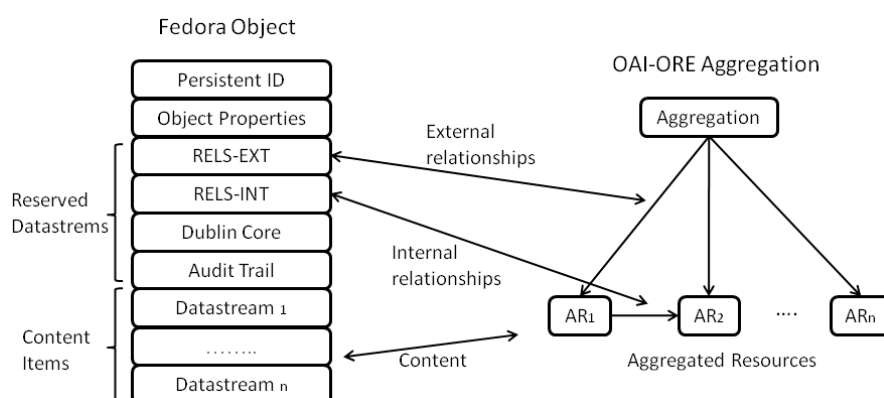 Fedora Object
Persistent ID
Object Properties
RELS-EXT
RELS-INT
Dublin Core
Audit Trail
Datastream 1
........
Datastream n
Reserved
Datastrems
Content
Items
External
relationships
Internal
relationships
Content
OAI-ORE Aggregation
Aggregation
AR1
AR2
....
ARn
Aggregated Resources